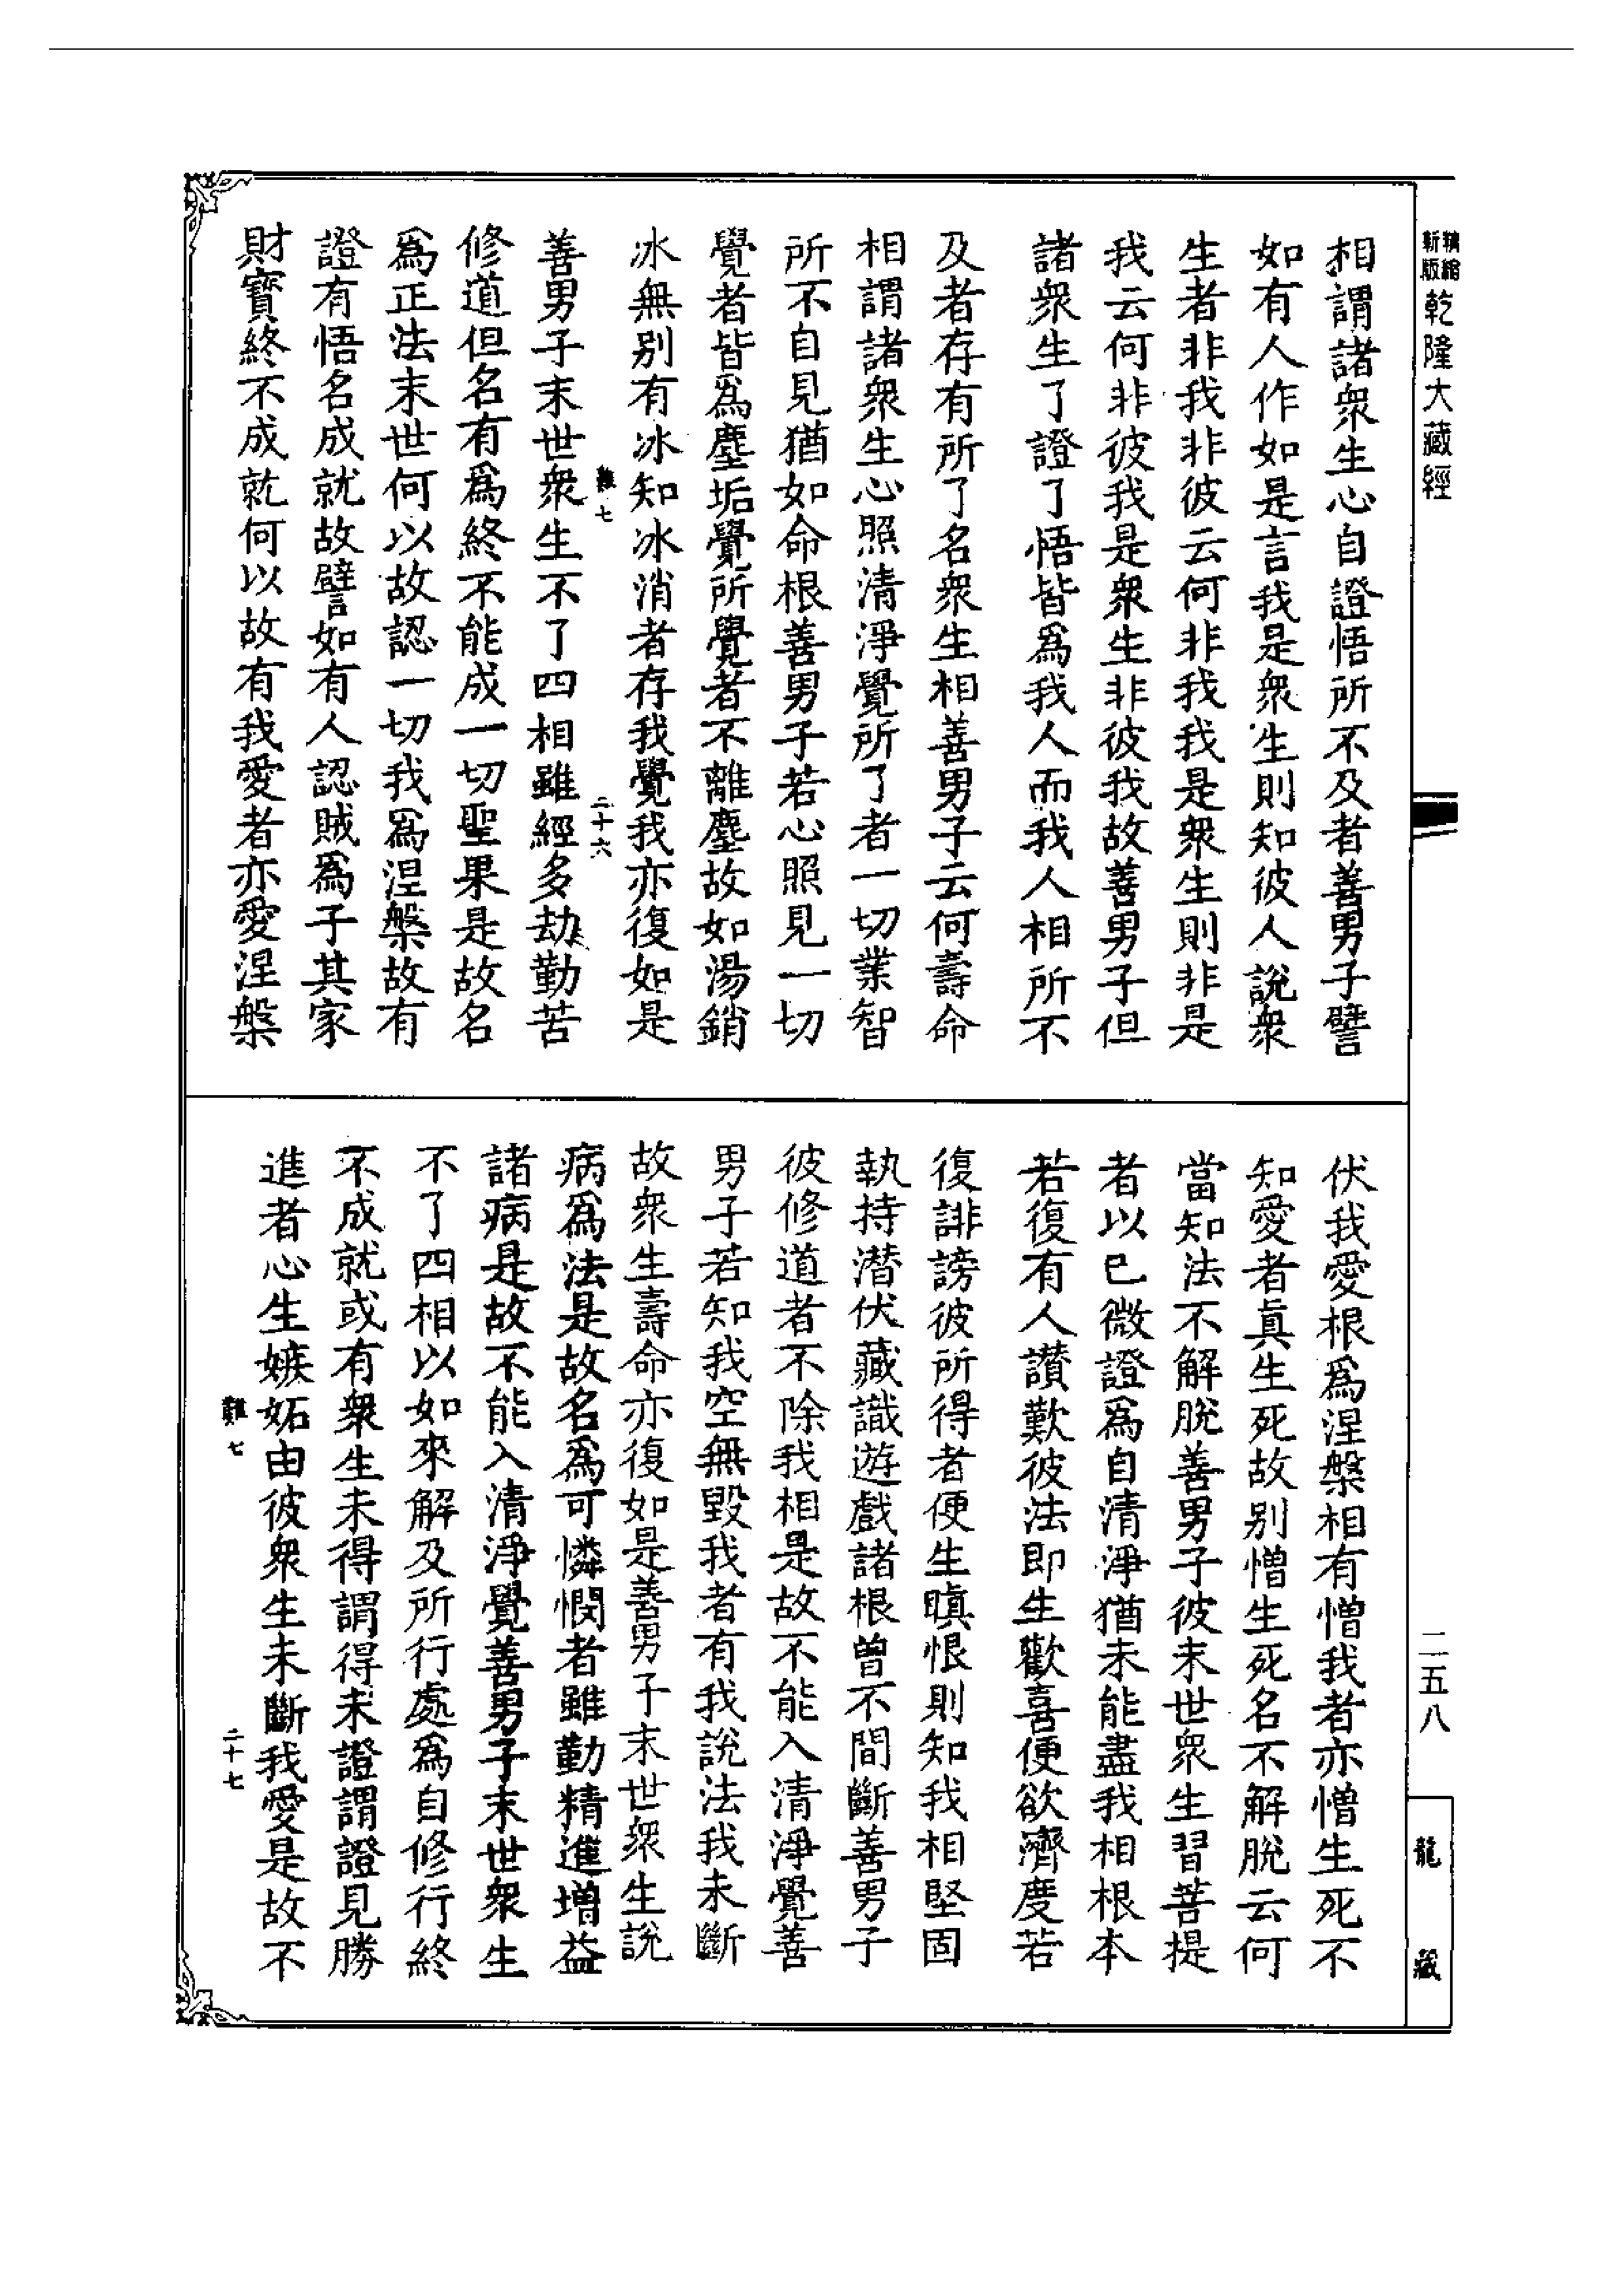 精縮新版乾隆大藏經
相謂諸衆生心自證悟所不及者善男子譬
如有人作如是言我是衆生則知彼人說衆
生者非我非彼云何非我我是衆生則非是
我云何非彼我是衆生非彼我故善男子但
諸衆生了證了悟皆爲我人而我人相所不
及者存有所了名衆生相善男子云何壽命
相謂諸衆生心照清淨覺所了者一切業智
所不自見猶如命根善男子若心照見一切
覺者皆爲塵垢覺所覺者不離塵故如湯銷
冰無別有冰知冰消者存我覺我亦復如是
難七 二十六
善男子末世衆生不了四相雖經多劫勤苦
修道但名有爲終不能成一切聖果是故名
爲正法末世何以故認一切我爲涅槃故有
證有悟名成就故譬如有人認賊爲子其家
財寶終不成就何以故有我愛者亦愛涅槃
伏我愛根爲涅槃相有憎我者亦憎生死不
知愛者眞生死故別憎生死名不解脫云何
當知法不解脫善男子彼末世衆生習菩提
者以巳微證爲自清淨猶未能盡我相根本
若復有人讚歎彼法即生歡喜便欲濟度若
復誹謗彼所得者便生瞋恨則知我相堅固
執持潛伏藏識遊戲諸根曾不間斷善男子
彼修道者不除我相是故不能入清淨覺善
男子若知我空無毀我者有我說法我未斷
故衆生壽命亦復如是善男子末世衆生說
病爲法是故名爲可憐憫者雖勤精進增益
諸病是故不能入清淨覺善男子末世衆生
不了四相以如來解及所行處爲自修行終
不成就或有衆生未得謂得未證謂證見勝
進者心生嫉妬由彼衆生未斷我愛是故不
難七 二十七
二五八
龍藏